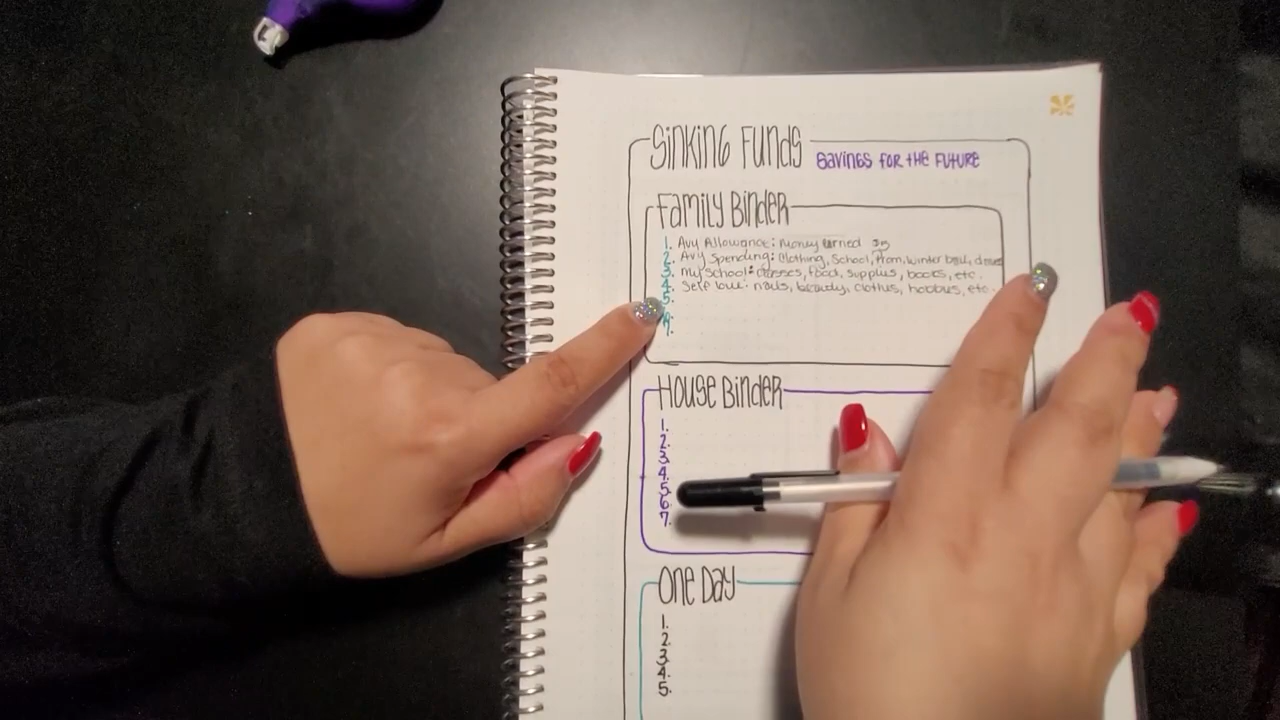 Sinking Funds
Savings for the Future
Family Binder
1. Avy Allowance: Money earned
2. Avy Spending: Clothing, School, Prom, winter ball,
3. my school: classes, food, supplies, books, etc.
4. Self love: nails, beauty, clothes, hobbies, etc.
5.
7.
House Binder
1.
2.
3.
4.
5.
6.
7.
One Day
1.
2.
3.
4.
5.